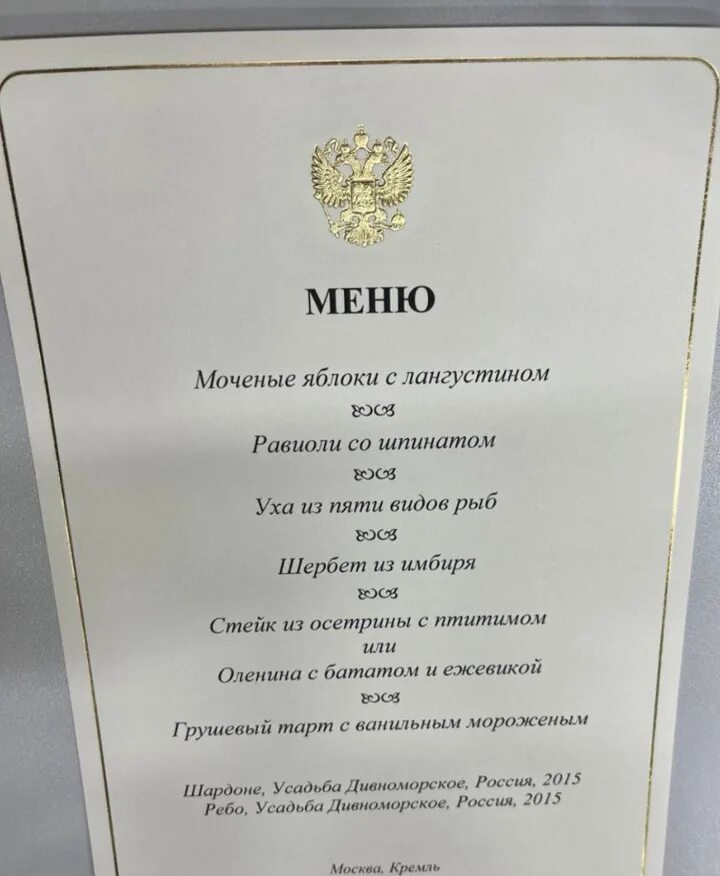 МЕНЮ
Моченые яблоки с лангустином
Равиоли со шпинатом
Уха из пяти видов рыб
Шербет из имбиря
Стейк из осетрины с птитимом
или
Оленина с бататом и ежевикой
Грушевый тарт с ванильным мороженым
Шардоне, Усадьба Дивноморское, Россия, 2015
Ребо, Усадьба Дивноморское, Россия, 2015
Москва, Кремль